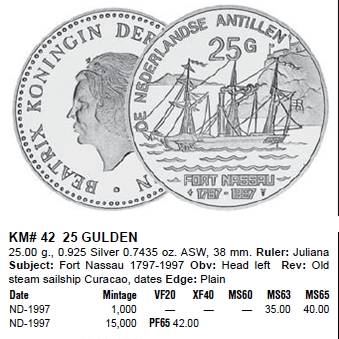 BEATRIX KONINGIN DER
EN
DE NEDERLANDSE ANTILLEN
25G
FORT NASSAU
1797-1997
KM# 42 25 GULDEN
25.00 g., 0.925 Silver 0.7435 oz. ASW, 38 mm. Ruler: Juliana
Subject: Fort Nassau 1797-1997 Obv: Head left Rev: Old
steam sailship Curacao, dates Edge: Plain
Date Mintage VF20 XF40 MS60 MS63 MS65
ND-1997 1,000 — — — 35.00 40.00
ND-1997 15,000 PF65 42.00